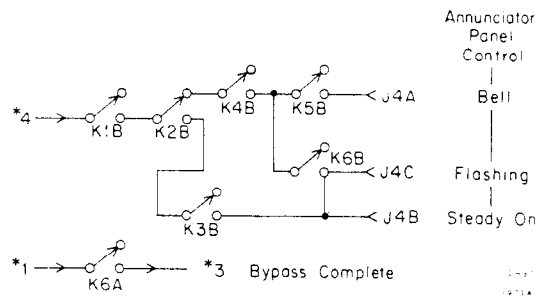 Annunciator
Panel
Control
*4 K1B K2B K4B K5B J4A Bell
K6B J4C Flashing
K3B J4B Steady On
*1 K6A *3 Bypass Complete